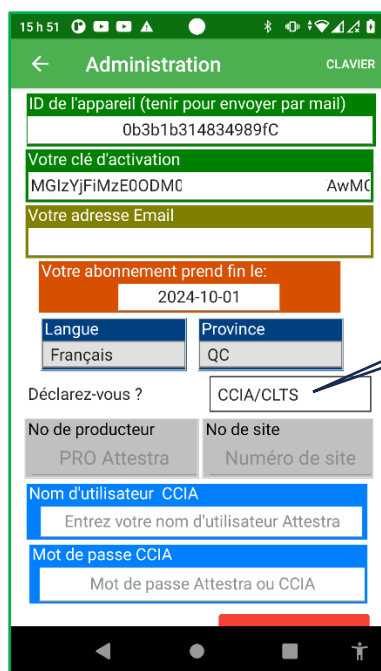 15 h 51
Administration
CLAVIER
ID de l'appareil (tenir pour envoyer par mail)
0b3b1b314834989fC
Votre clé d'activation
MGIzYjFiMzE0ODM0 AwM(
Votre adresse Email
Votre abonnement prend fin le:
2024-10-01
Langue Province
Français QC
Déclarez-vous ? CCIA/CLTS
No de producteur No de site
PRO Attestra Numéro de site
Nom d'utilisateur CCIA
Entrez votre nom d'utilisateur Attestra
Mot de passe CCIA
Mot de passe Attestra ou CCIA